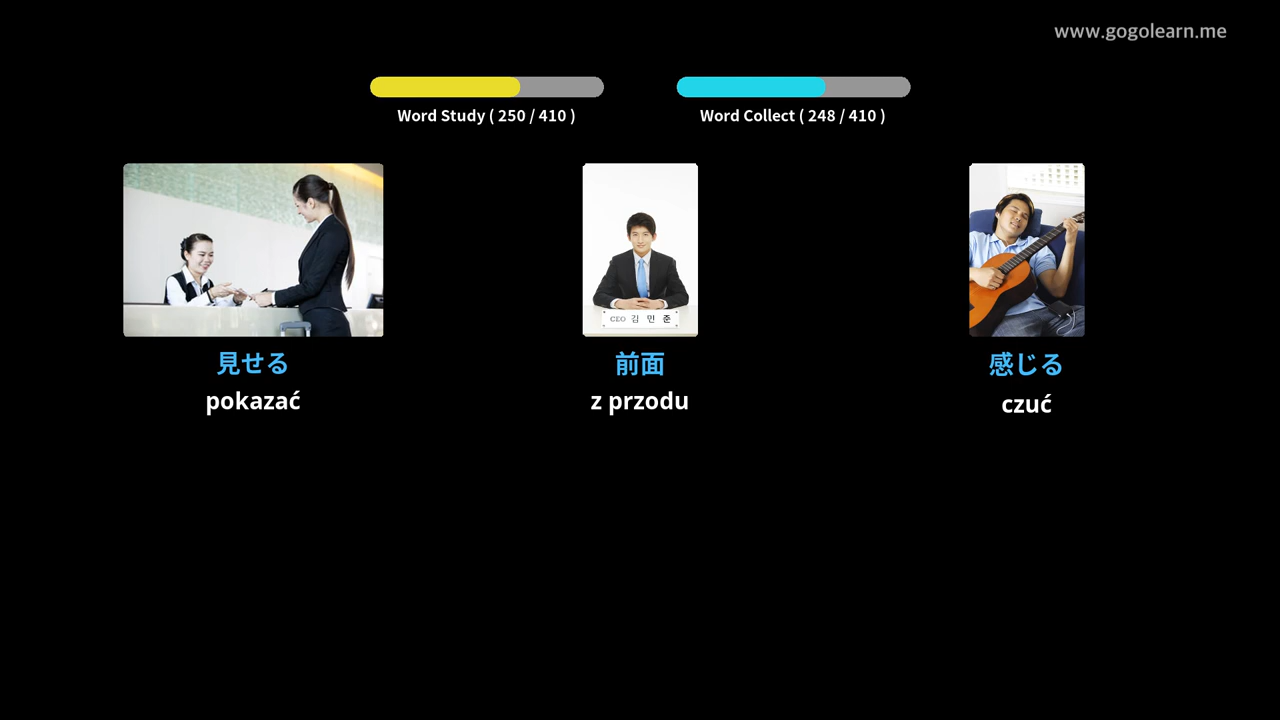 www.gogolearn.me
Word Study ( 250 / 410 )
Word Collect ( 248 / 410 )
CEO 김 민 준
見せる
前面
感じる
pokazać
z przodu
czuć